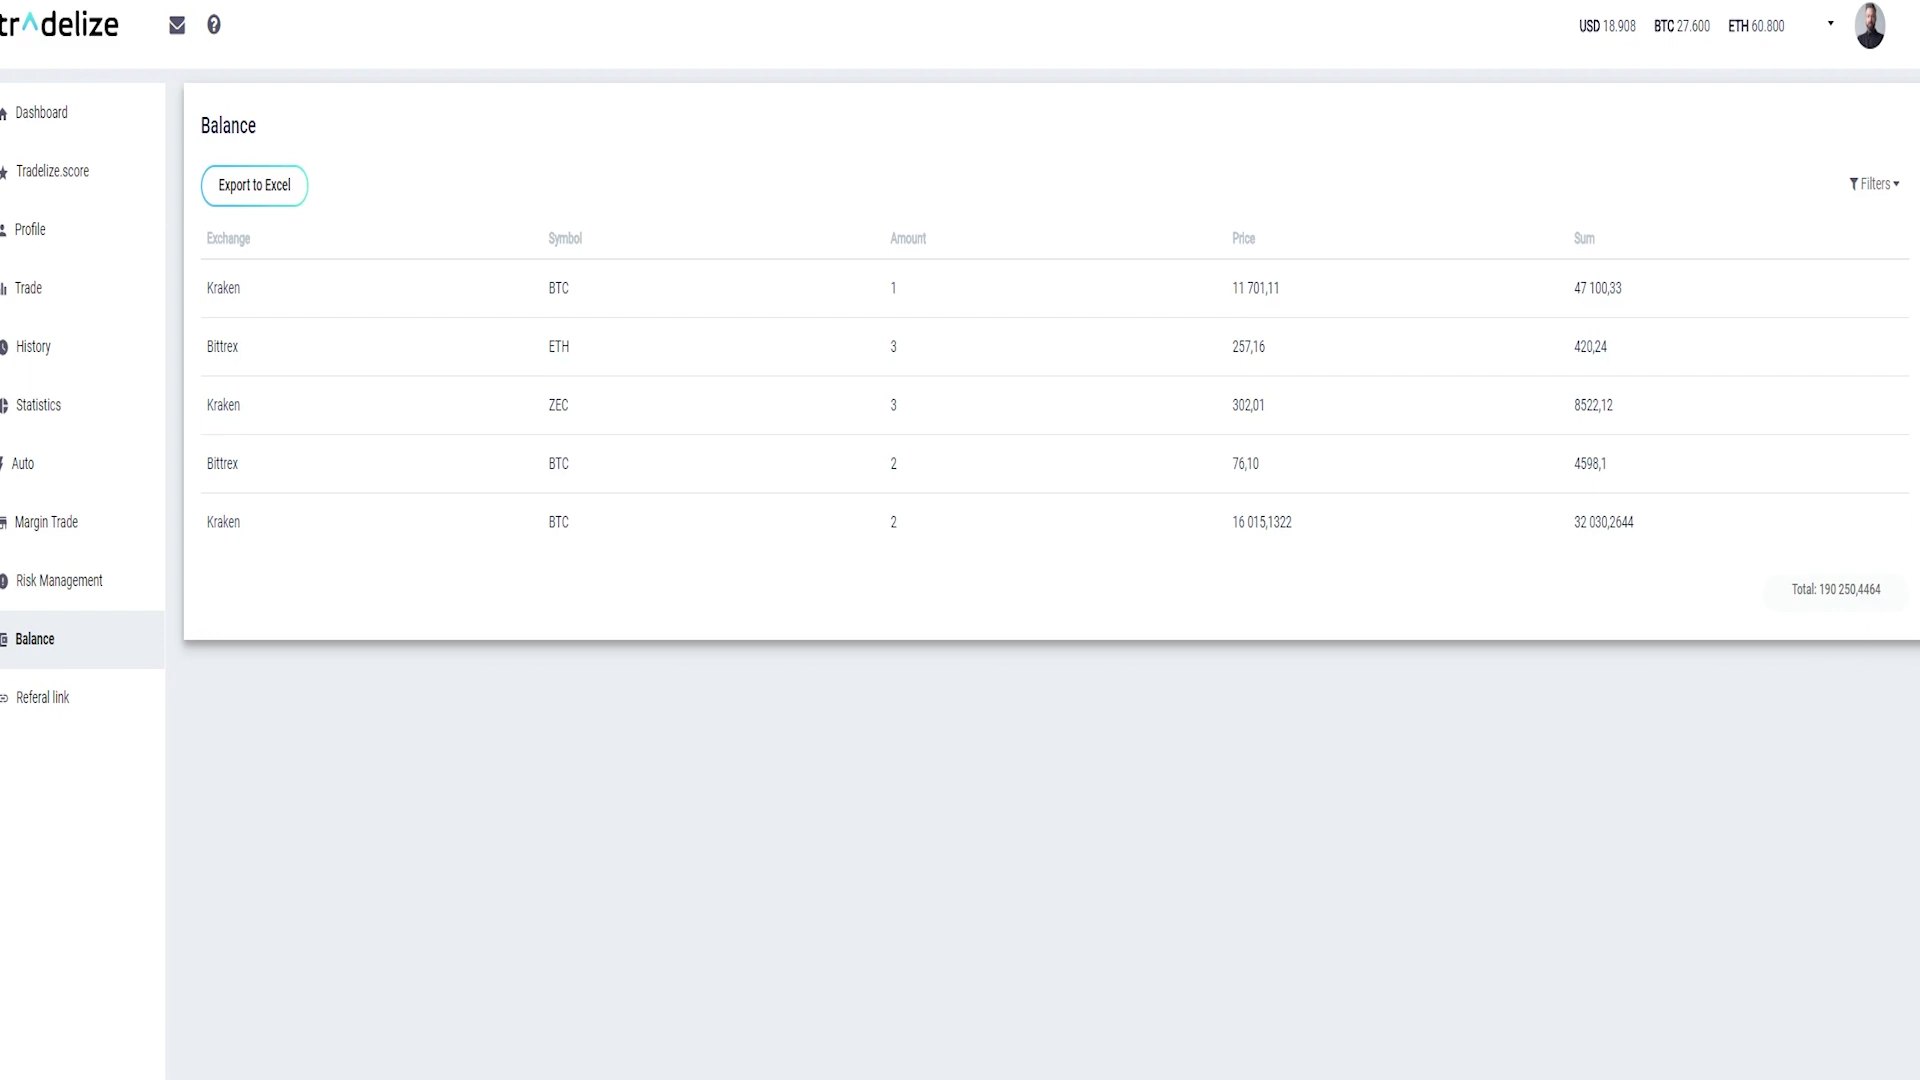 tradelize
USD 18.908 BTC 27.600 ETH 60.800
Dashboard
Tradelize.score
Profile
Trade
History
Statistics
Auto
Margin Trade
Risk Management
Balance
Referal link
Balance
Export to Excel
Filters
Exchange Symbol Amount Price Sum
Kraken BTC 1 11 701,11 47 100,33
Bittrex ETH 3 257,16 420,24
Kraken ZEC 3 302,01 8522,12
Bittrex BTC 2 76,10 4598,1
Kraken BTC 2 16 015,1322 32 030,2644
Total: 190 250,4464